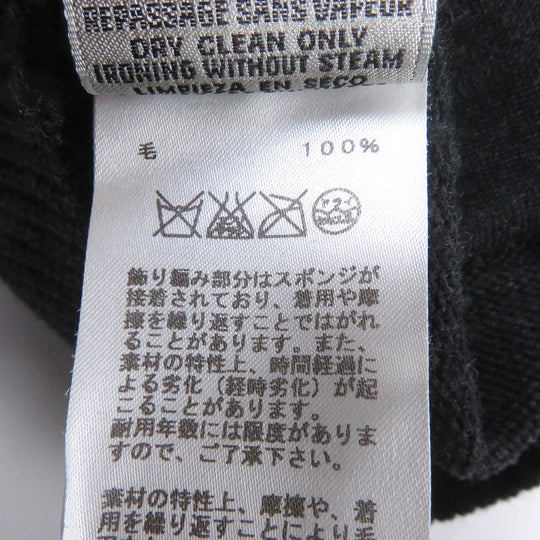 REPASSAGE SANS VAPEUR
DRY CLEAN ONLY
IRONING WITHOUT STEAM
LIMPIEZA EN SECO
毛 100%
飾り編み部分はスポンジが
接着されており、着用や摩
擦を繰り返すことではがれ
ることがあります。また、
素材の特性上、時間経過に
よる劣化（経時劣化）が起
こることがあります。
耐用年数には限度がありま
すので、ご了承下さい。
素材の特性上、摩擦や、着
用を繰り返すことにより毛